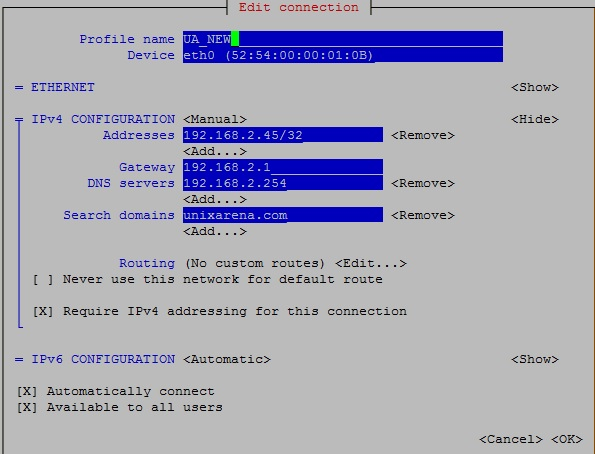 Edit connection
Profile name UA_NEW
Device eth0 (52:54:00:00:01:0B)
= ETHERNET <Show>
IPv4 CONFIGURATION <Manual> <Hide>
Addresses 192.168.2.45/32 <Remove>
<Add...>
Gateway 192.168.2.1
DNS servers 192.168.2.254 <Remove>
<Add...>
Search domains unixarena.com <Remove>
<Add...>
Routing (No custom routes) <Edit...>
[ ] Never use this network for default route
[X] Require IPv4 addressing for this connection
= IPv6 CONFIGURATION <Automatic> <Show>
[X] Automatically connect
[X] Available to all users
<Cancel> <OK>